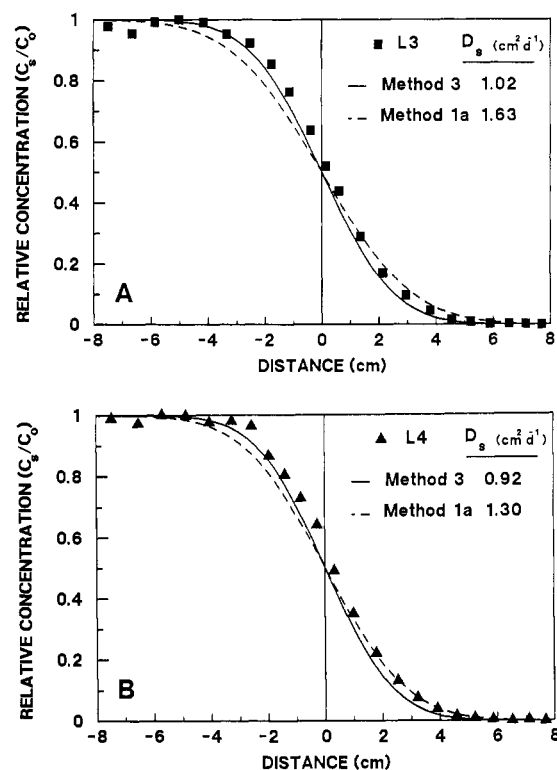 RELATIVE CONCENTRATION (Cs/Co)
1
0.8
0.6
0.4
0.2
0
A
L3 Ds (cm² d⁻¹)
Method 3 1.02
Method 1a 1.63
-8 -6 -4 -2 0 2 4 6 8
DISTANCE (cm)
RELATIVE CONCENTRATION (Cs/Co)
1
0.8
0.6
0.4
0.2
0
B
L4 Ds (cm² d⁻¹)
Method 3 0.92
Method 1a 1.30
-8 -6 -4 -2 0 2 4 6 8
DISTANCE (cm)